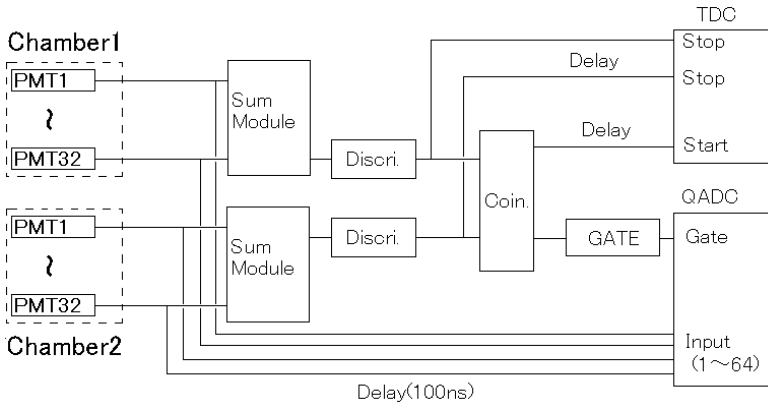 TDC
Chamber1
Stop
PMT1
Delay
Stop
~
Sum
Module
Delay
Start
PMT32
Discri.
Coin.
QADC
PMT1
Sum
Module
Discri.
GATE
Gate
~
PMT32
Chamber2
Input
(1～64)
Delay(100ns)